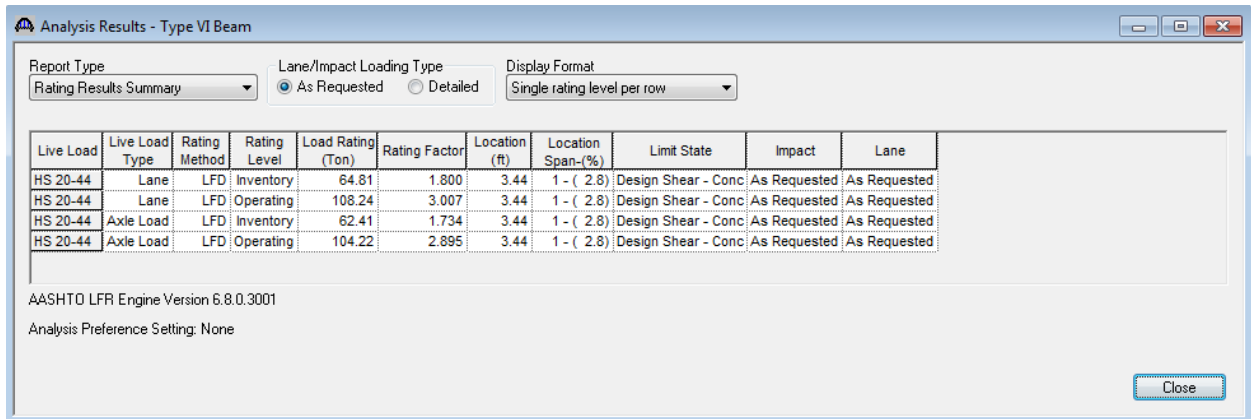 Analysis Results - Type VI Beam
Report Type Lane/Impact Loading Type Display Format
Rating Results Summary As Requested Detailed Single rating level per row
Live Load Live Load Type Rating Method Rating Level Load Rating (Ton) Rating Factor Location (ft) Location Span-(%) Limit State Impact Lane
HS 20-44 Lane LFD Inventory 64.81 1.800 3.44 1 - ( 2.8) Design Shear - Conc As Requested As Requested
HS 20-44 Lane LFD Operating 108.24 3.007 3.44 1 - ( 2.8) Design Shear - Conc As Requested As Requested
HS 20-44 Axle Load LFD Inventory 62.41 1.734 3.44 1 - ( 2.8) Design Shear - Conc As Requested As Requested
HS 20-44 Axle Load LFD Operating 104.22 2.895 3.44 1 - ( 2.8) Design Shear - Conc As Requested As Requested
AASHTO LFR Engine Version 6.8.0.3001
Analysis Preference Setting: None
Close